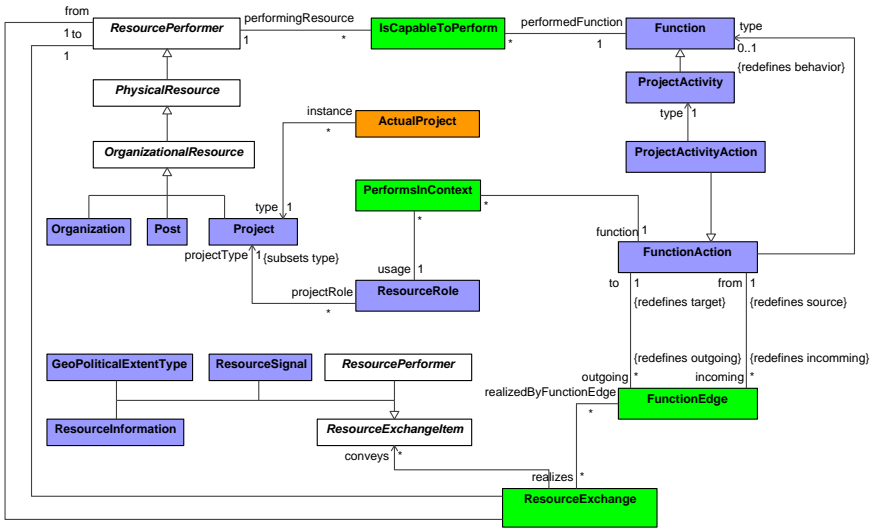 from
ResourcePerformer
performingResource
IsCapableToPerform
performedFunction
Function
type
1 to
1
*
*
1
0..1
1
{redefines behavior}
PhysicalResource
ProjectActivity
instance
type 1
ActualProject
*
OrganizationalResource
ProjectActivityAction
PerformsInContext
*
*
type 1
function 1
Organization
Post
Project
FunctionAction
projectType 1 {subsets type}
usage 1
to 1
from 1
projectRole
ResourceRole
*
{redefines target}
{redefines source}
GeoPoliticalExtentType
ResourceSignal
ResourcePerformer
{redefines outgoing}
{redefines incomming}
outgoing *
incoming *
realizedByFunctionEdge
FunctionEdge
*
ResourceInformation
ResourceExchangeItem
conveys *
realizes *
ResourceExchange